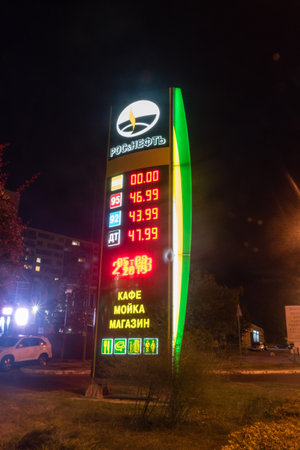 РОСНЕФТЬ
00.00
95 46.99
92 43.99
ДТ 47.99
КАФЕ
МОЙКА
МАГАЗИН